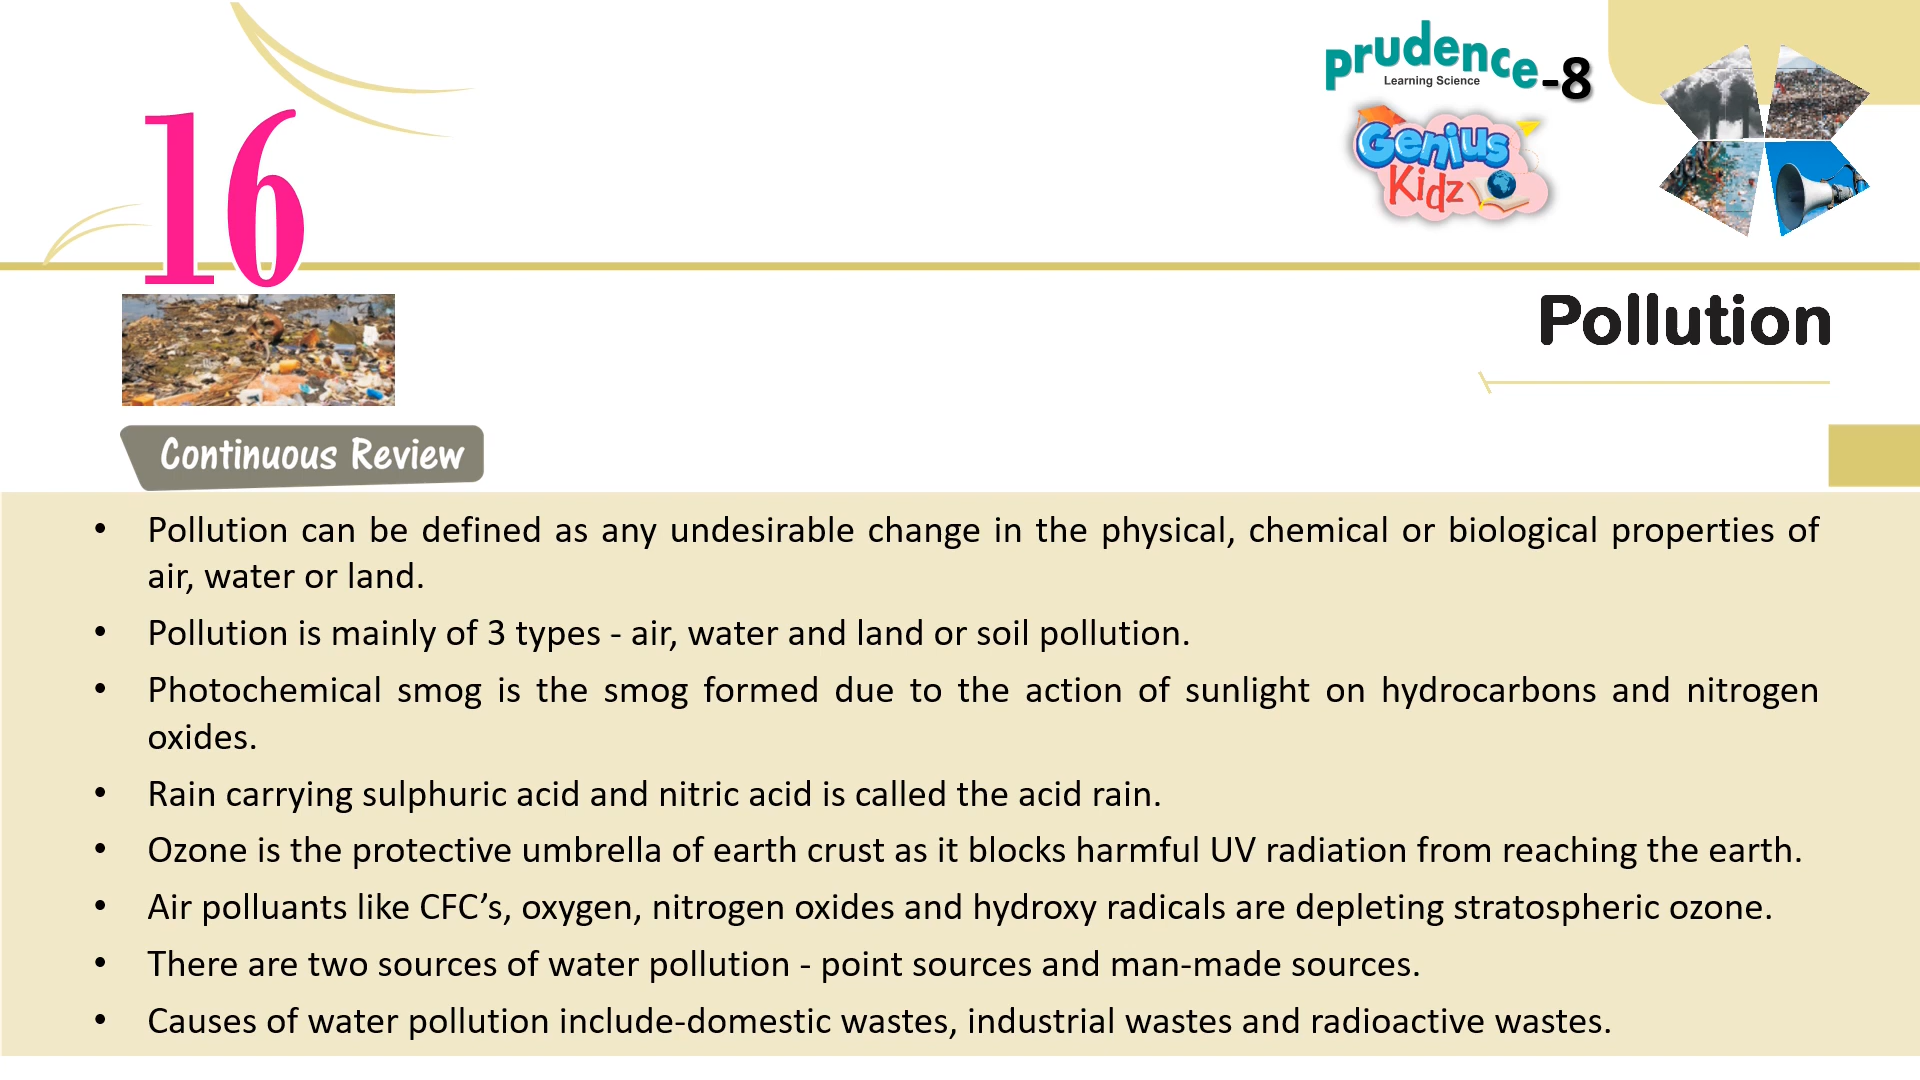 prudence-8
Learning Science
Genius
Kidz
16
Pollution
Continuous Review
• Pollution can be defined as any undesirable change in the physical, chemical or biological properties of
air, water or land.
• Pollution is mainly of 3 types - air, water and land or soil pollution.
• Photochemical smog is the smog formed due to the action of sunlight on hydrocarbons and nitrogen
oxides.
• Rain carrying sulphuric acid and nitric acid is called the acid rain.
• Ozone is the protective umbrella of earth crust as it blocks harmful UV radiation from reaching the earth.
• Air polluants like CFC’s, oxygen, nitrogen oxides and hydroxy radicals are depleting stratospheric ozone.
• There are two sources of water pollution - point sources and man-made sources.
• Causes of water pollution include-domestic wastes, industrial wastes and radioactive wastes.